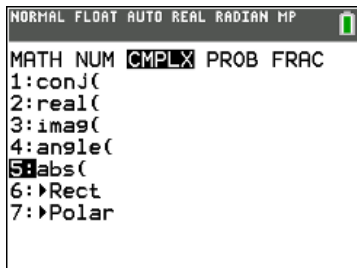 NORMAL FLOAT AUTO REAL RADIAN MP
MATH NUM CMPLX PROB FRAC
1:conj(
2:real(
3:imag(
4:angle(
5:abs(
6:▶Rect
7:▶Polar